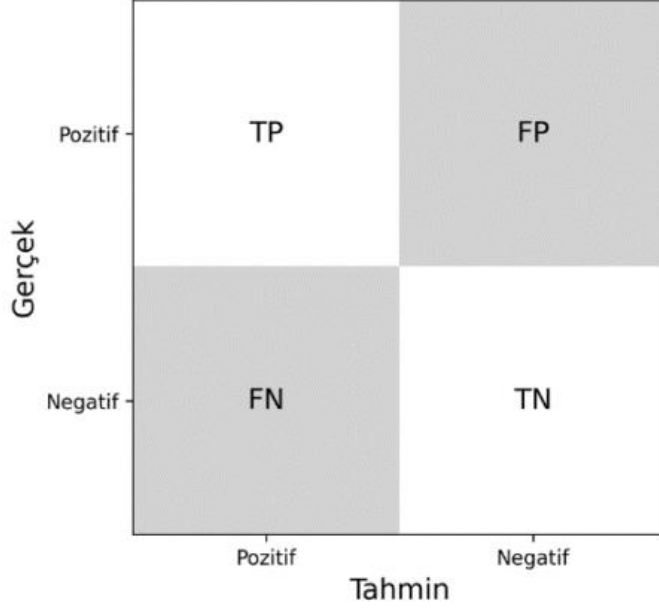 TP
FP
Pozitif
Gerçek
FN
TN
Negatif
Pozitif
Negatif
Tahmin